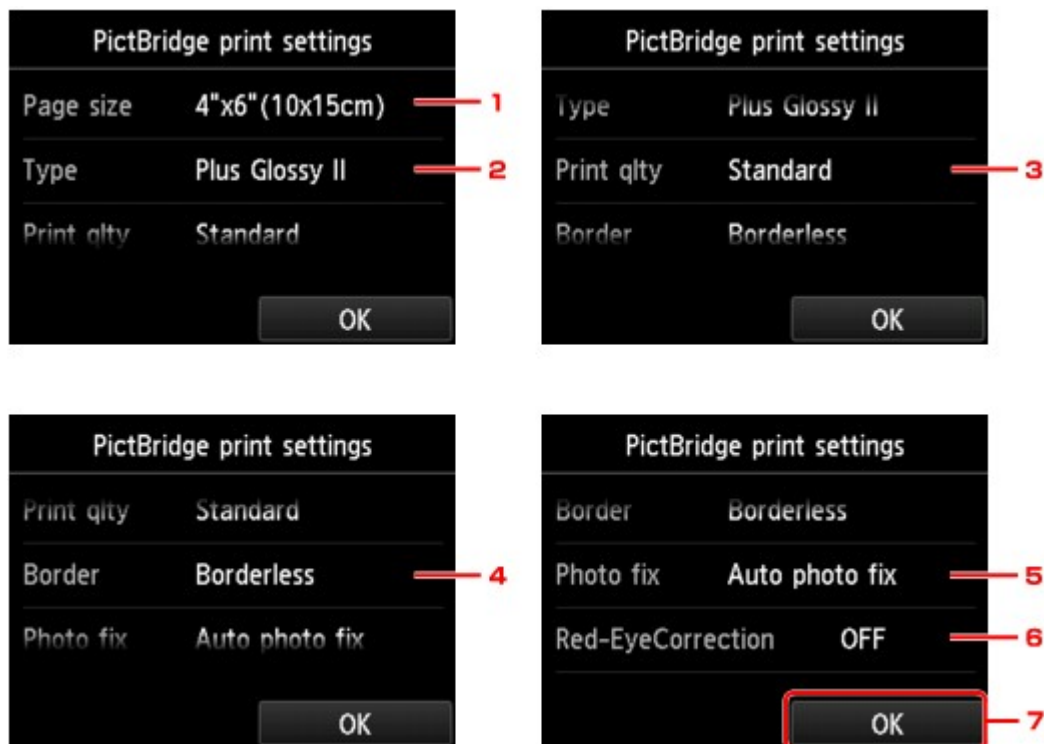 PictBridge print settings
Page size 4"x6"(10x15cm) 1
Type Plus Glossy II 2
Print qlty Standard
OK
PictBridge print settings
Type Plus Glossy II
Print qlty Standard 3
Border Borderless
OK
PictBridge print settings
Print qlty Standard
Border Borderless 4
Photo fix Auto photo fix
OK
PictBridge print settings
Border Borderless
Photo fix Auto photo fix 5
Red-EyeCorrection OFF 6
OK 7